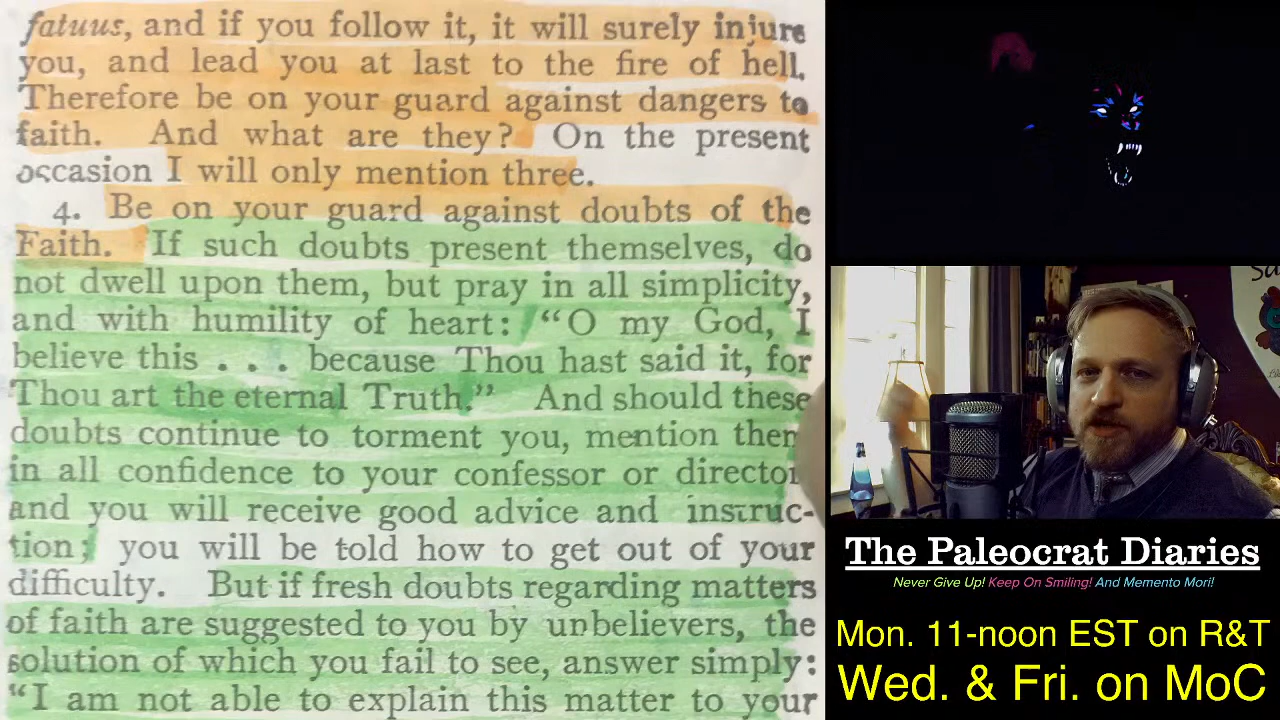 fatuus, and if you follow it, it will surely injure
you, and lead you at last to the fire of hell.
Therefore be on your guard against dangers to
faith. And what are they? On the present
occasion I will only mention three.
4. Be on your guard against doubts of the
Faith. If such doubts present themselves, do
not dwell upon them, but pray in all simplicity,
and with humility of heart: “O my God, I
believe this . . . because Thou hast said it, for
Thou art the eternal Truth.” And should these
doubts continue to torment you, mention them
in all confidence to your confessor or director
and you will receive good advice and instruc-
tion; you will be told how to get out of your
difficulty. But if fresh doubts regarding matters
of faith are suggested to you by unbelievers, the
solution of which you fail to see, answer simply:
“I am not able to explain this matter to your
The Paleocrat Diaries
Never Give Up! Keep On Smiling! And Memento Mori!
Mon. 11-noon EST on R&T
Wed. & Fri. on MoC